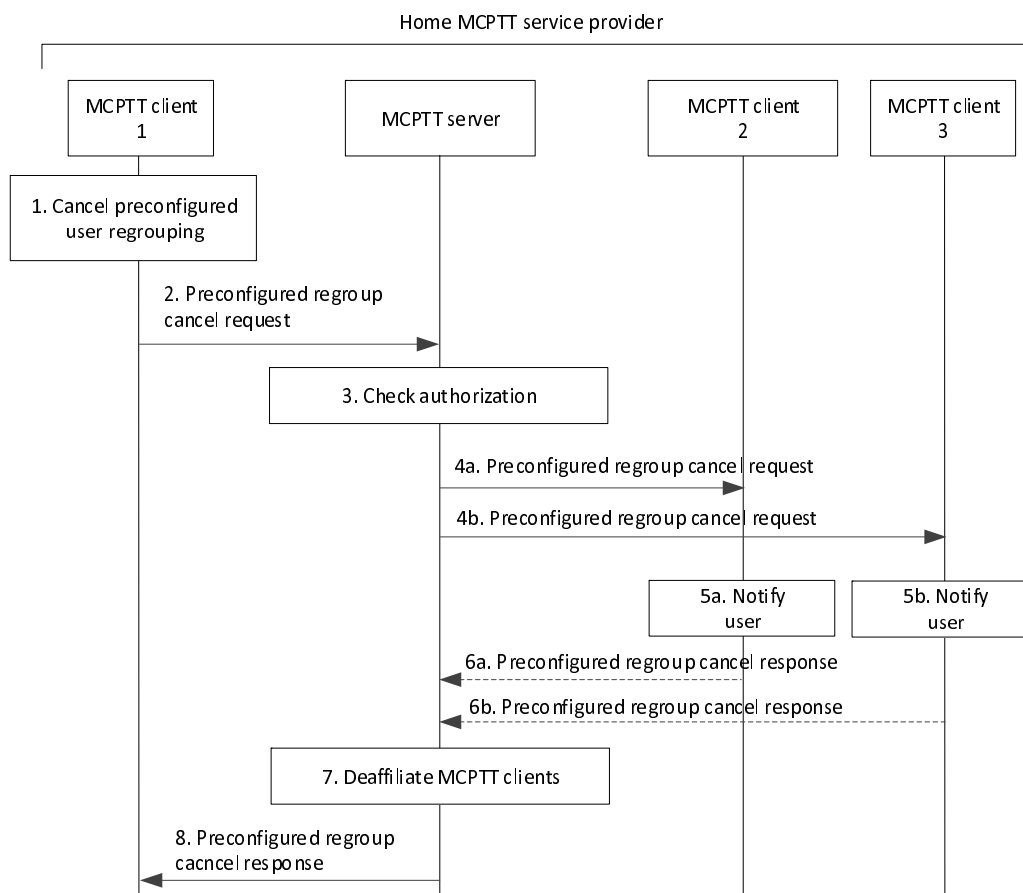 Home MCPTT service provider
MCPTT client
1
MCPTT server
MCPTT client
2
MCPTT client
3
1. Cancel preconfigured
user regrouping
2. Preconfigured regroup
cancel request
3. Check authorization
4a. Preconfigured regroup cancel request
4b. Preconfigured regroup cancel request
5a. Notify
user
5b. Notify
user
6a. Preconfigured regroup cancel response
6b. Preconfigured regroup cancel response
7. Deaffiliate MCPTT clients
8. Preconfigured regroup
cacncel response